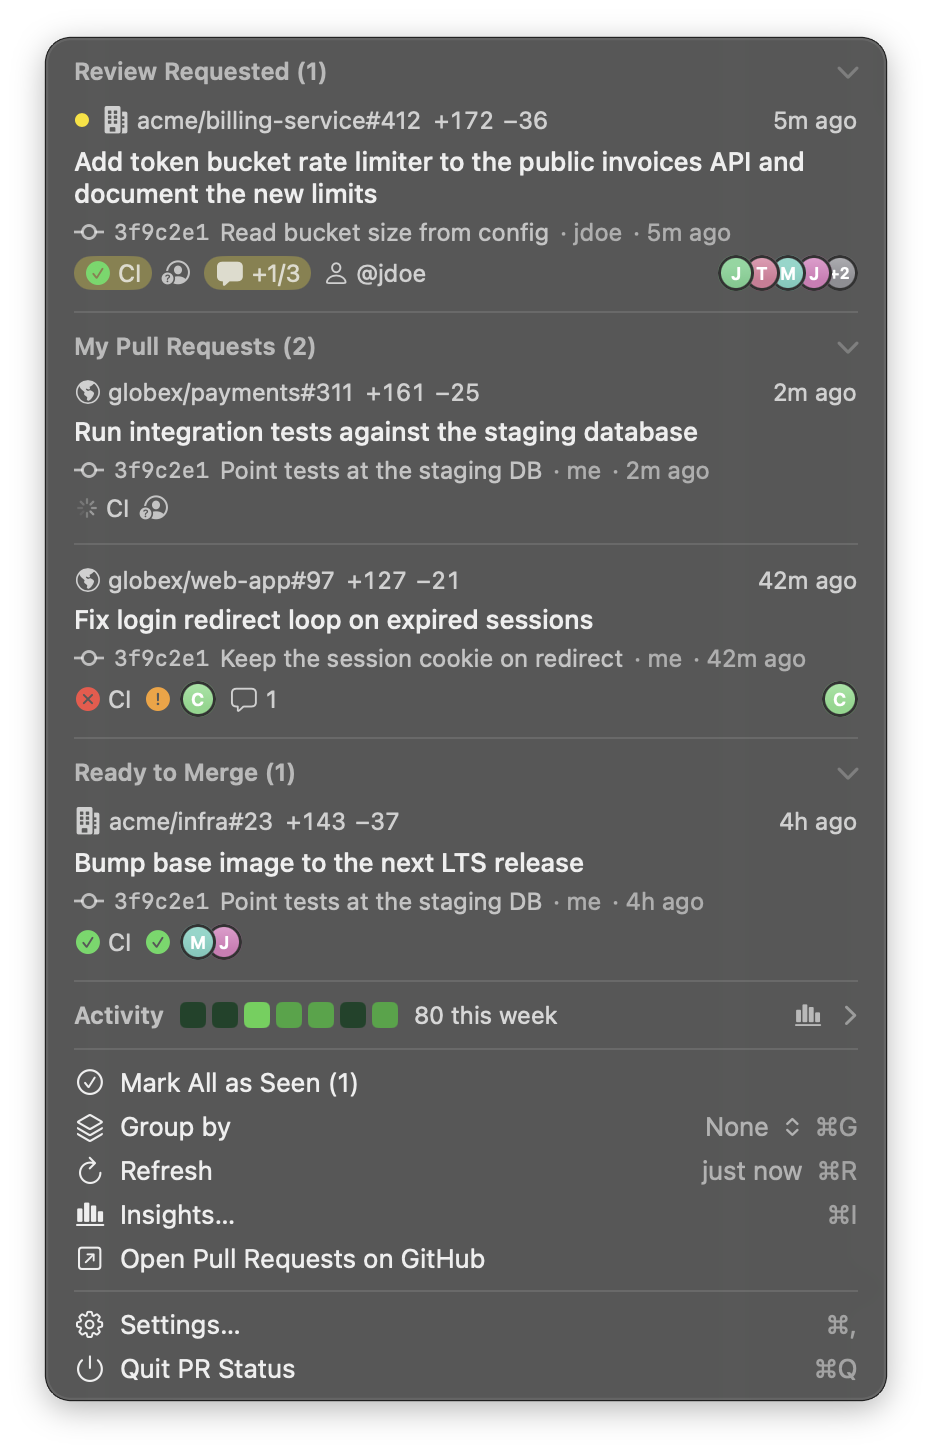 Review Requested (1)
acme/billing-service#412 +172 −36 5m ago
Add token bucket rate limiter to the public invoices API and
document the new limits
3f9c2e1 Read bucket size from config · jdoe · 5m ago
CI +1/3 @jdoe J T M J +2
My Pull Requests (2)
globex/payments#311 +161 −25 2m ago
Run integration tests against the staging database
3f9c2e1 Point tests at the staging DB · me · 2m ago
CI
globex/web-app#97 +127 −21 42m ago
Fix login redirect loop on expired sessions
3f9c2e1 Keep the session cookie on redirect · me · 42m ago
CI C 1 C
Ready to Merge (1)
acme/infra#23 +143 −37 4h ago
Bump base image to the next LTS release
3f9c2e1 Point tests at the staging DB · me · 4h ago
CI M J
Activity 80 this week
Mark All as Seen (1)
Group by None ⌘G
Refresh just now ⌘R
Insights... ⌘I
Open Pull Requests on GitHub
Settings... ⌘,
Quit PR Status ⌘Q